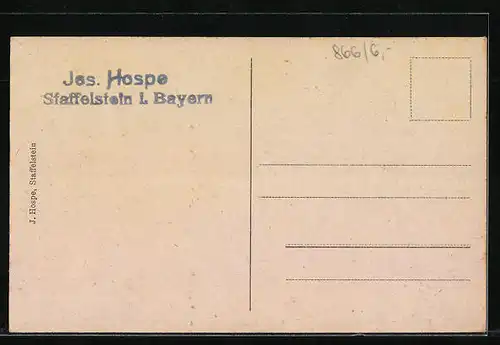 866/6,-
Jos. Hospe
Staffelstein i. Bayern
J. Hospe, Staffelstein